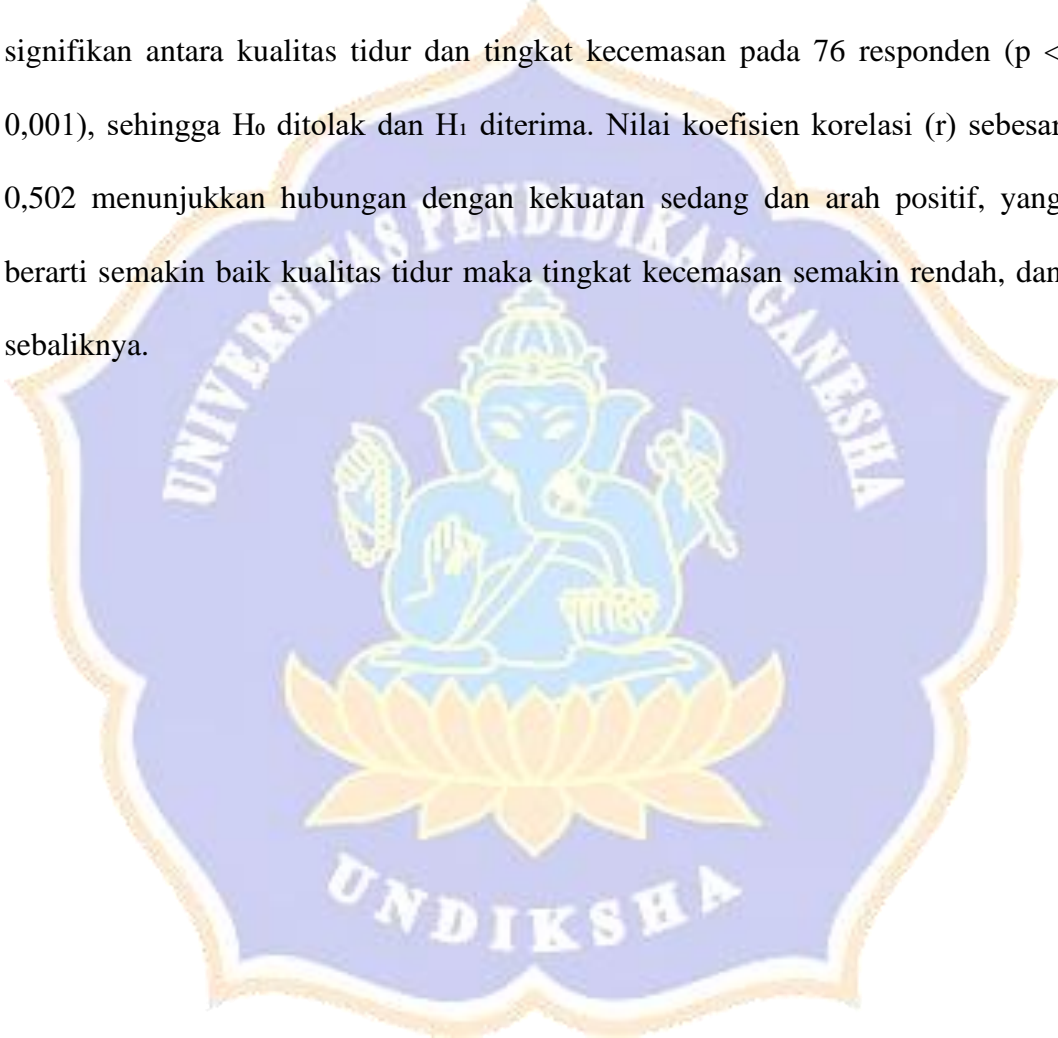 signifikan antara kualitas tidur dan tingkat kecemasan pada 76 responden (p <
0,001), sehingga H₀ ditolak dan H₁ diterima. Nilai koefisien korelasi (r) sebesar
0,502 menunjukkan hubungan dengan kekuatan sedang dan arah positif, yang
berarti semakin baik kualitas tidur maka tingkat kecemasan semakin rendah, dan
sebaliknya.
UNIVERSITAS PENDIDIKAN GANESHA
UNDIKSHA